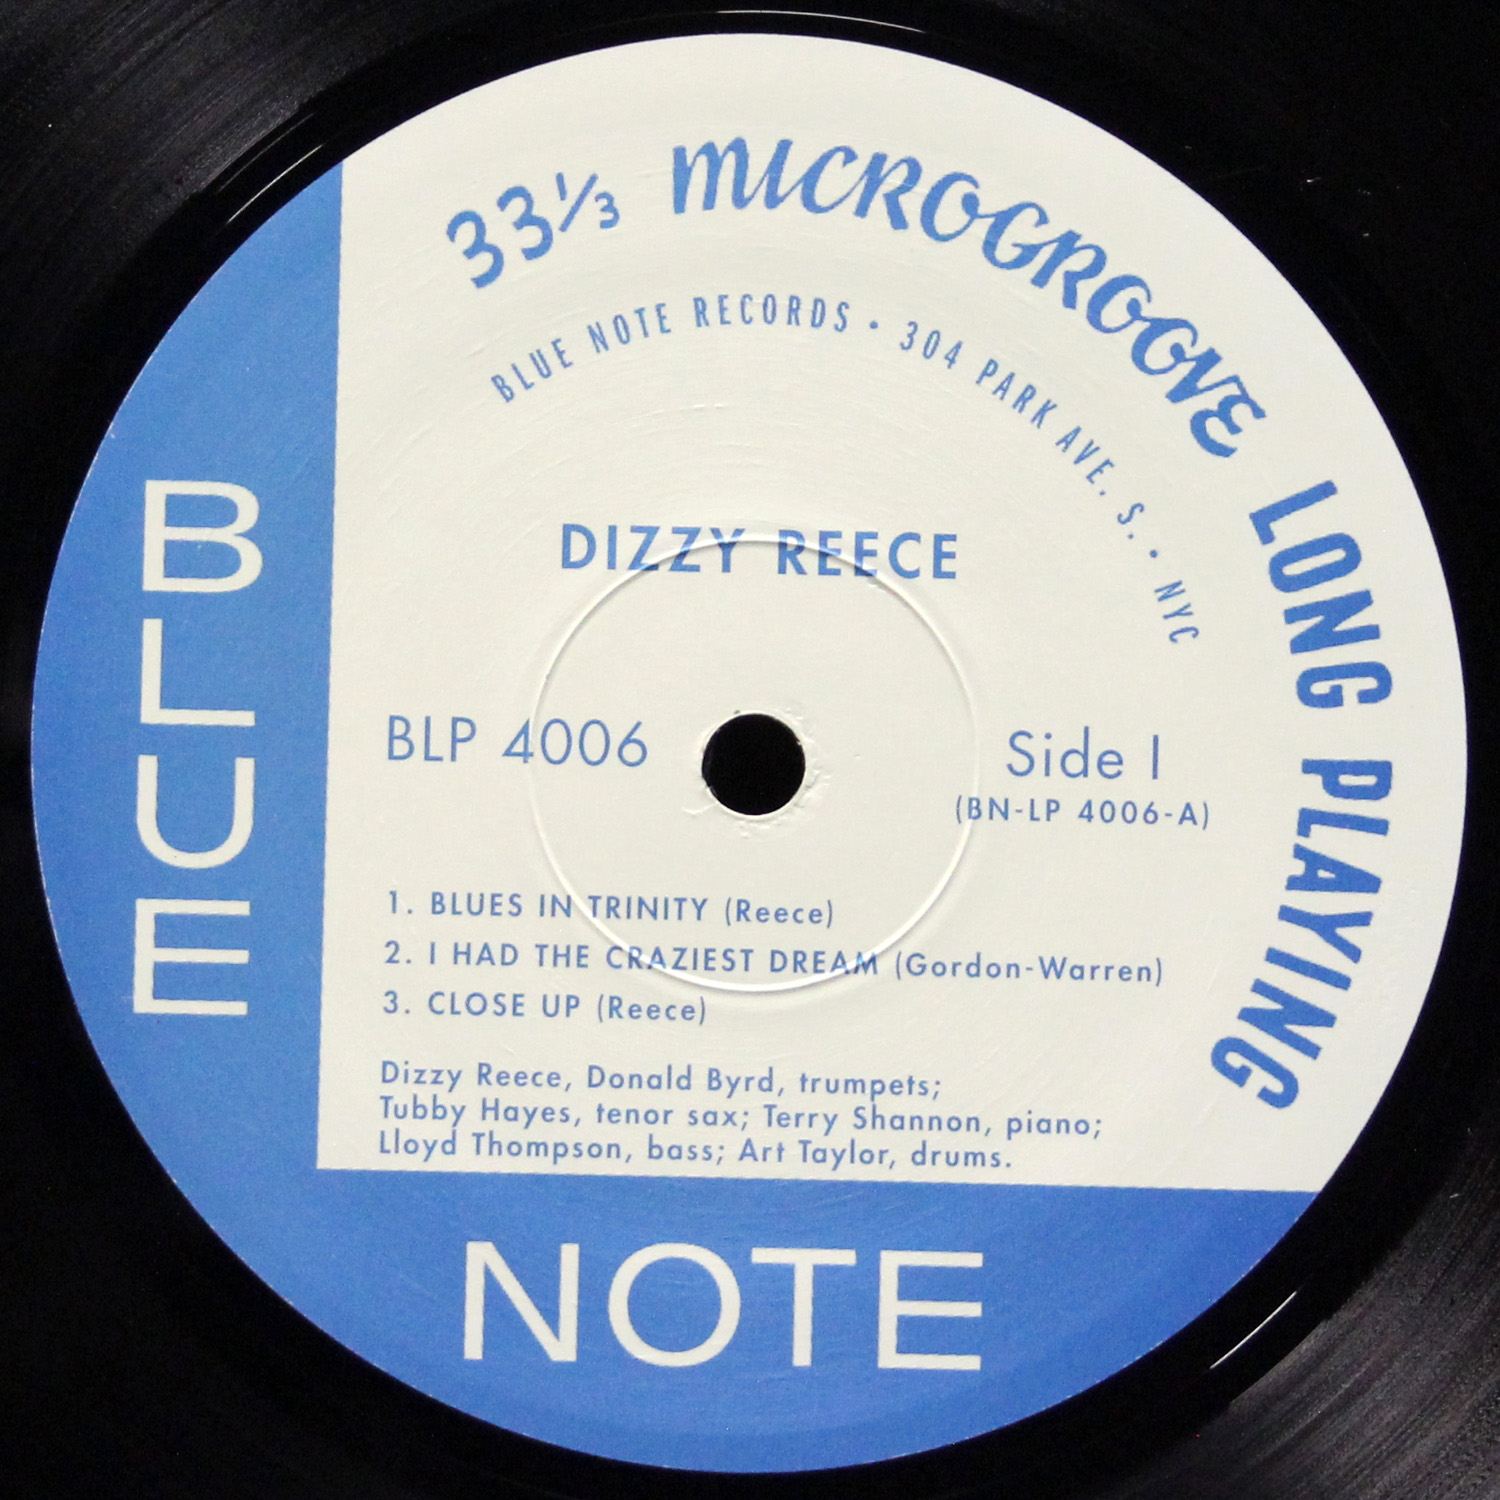 33⅓ MICROGROOVE LONG PLAYING
BLUE NOTE RECORDS • 304 PARK AVE. S. • NYC
DIZZY REECE
BLP 4006
Side 1
(BN-LP 4006-A)
1. BLUES IN TRINITY (Reece)
2. I HAD THE CRAZIEST DREAM (Gordon-Warren)
3. CLOSE UP (Reece)
Dizzy Reece, Donald Byrd, trumpets;
Tubby Hayes, tenor sax; Terry Shannon, piano;
Lloyd Thompson, bass; Art Taylor, drums.
BLUE
NOTE